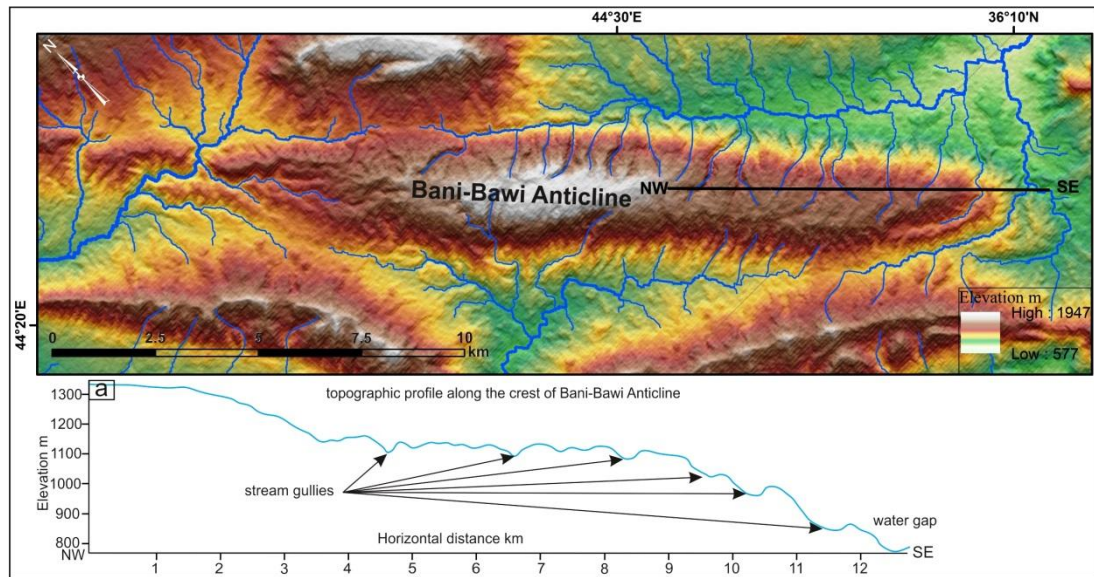 44°30'E
36°10'N
N
Bani-Bawi Anticline
NW
SE
44°20'E
0 2.5 5 7.5 10
km
Elevation m
High : 1947
Low : 577
a
topographic profile along the crest of Bani-Bawi Anticline
1300
1200
1100
1000
900
800
Elevation m
stream gullies
water gap
Horizontal distance km
NW
SE
1 2 3 4 5 6 7 8 9 10 11 12